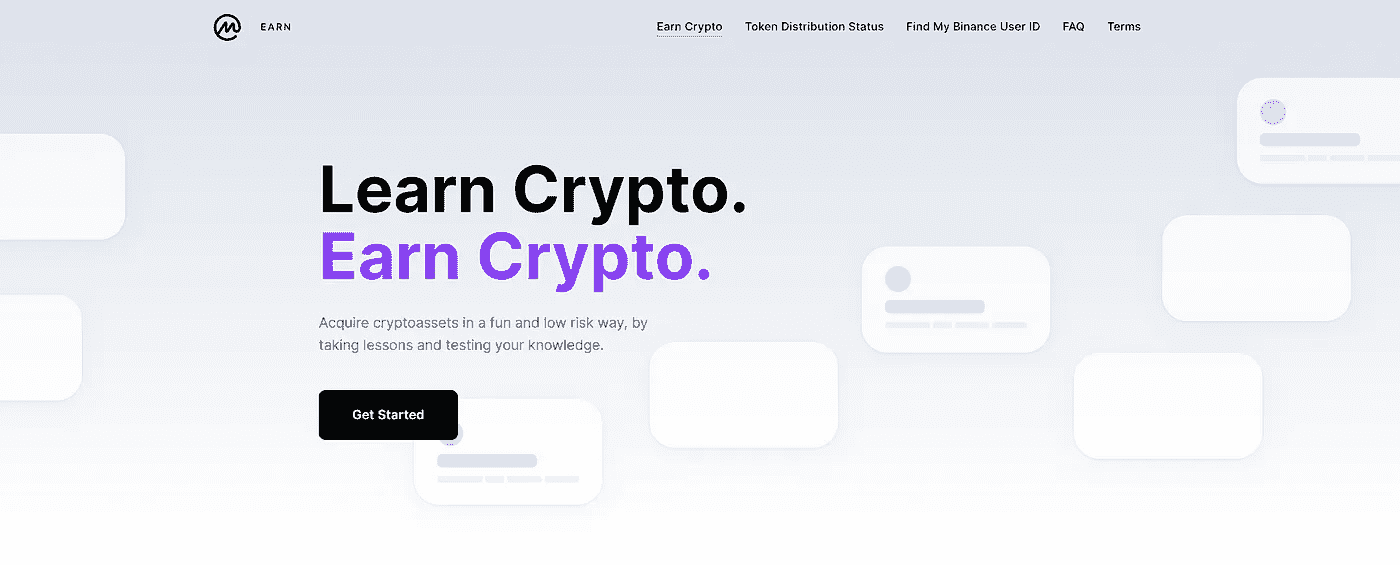 EARN
Earn Crypto
Token Distribution Status
Find My Binance User ID
FAQ
Terms
Learn Crypto.
Earn Crypto.
Acquire cryptoassets in a fun and low risk way, by
taking lessons and testing your knowledge.
Get Started